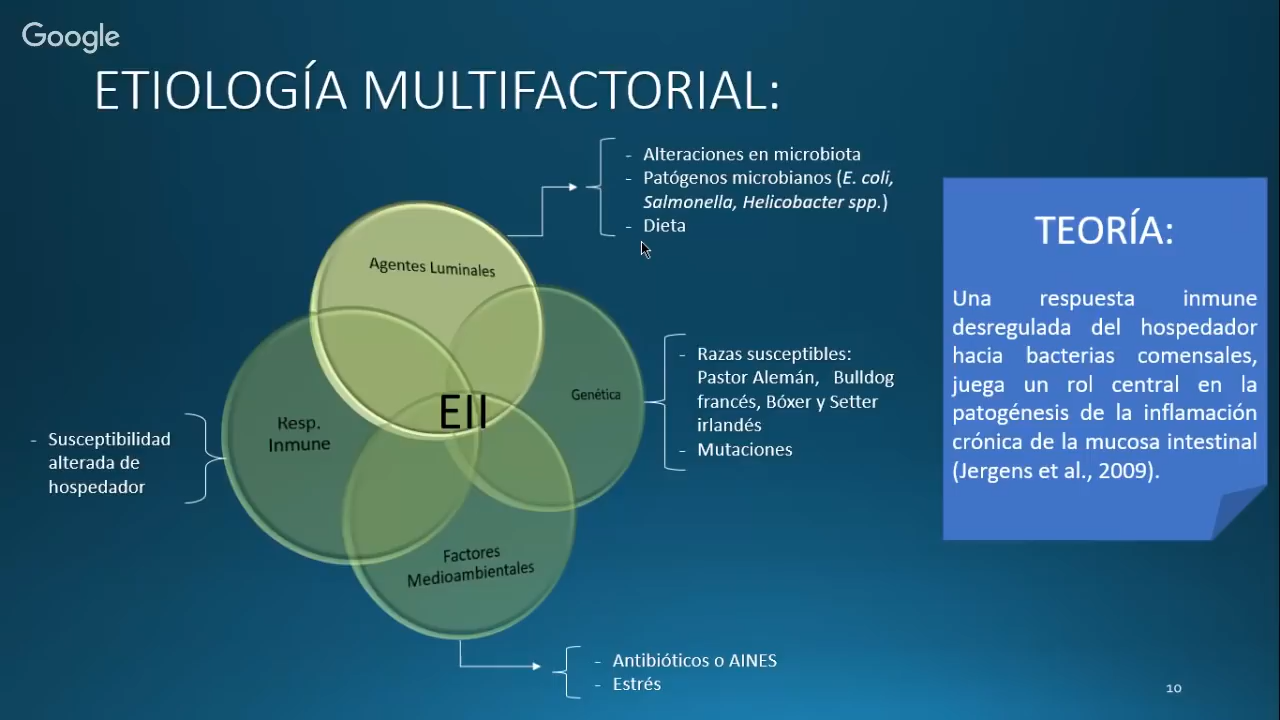 Google
ETIOLOGÍA MULTIFACTORIAL:
- Alteraciones en microbiota
- Patógenos microbianos (E. coli,
Salmonella, Helicobacter spp.)
- Dieta
Agentes Luminales
Genética
- Razas susceptibles:
Pastor Alemán, Bulldog
francés, Bóxer y Setter
irlandés
- Mutaciones
EII
Resp.
Inmune
- Susceptibilidad
alterada de
hospedador
Factores
Medioambientales
- Antibióticos o AINES
- Estrés
TEORÍA:
Una respuesta inmune
desregulada del hospedador
hacia bacterias comensales,
juega un rol central en la
patogénesis de la inflamación
crónica de la mucosa intestinal
(Jergens et al., 2009).
10